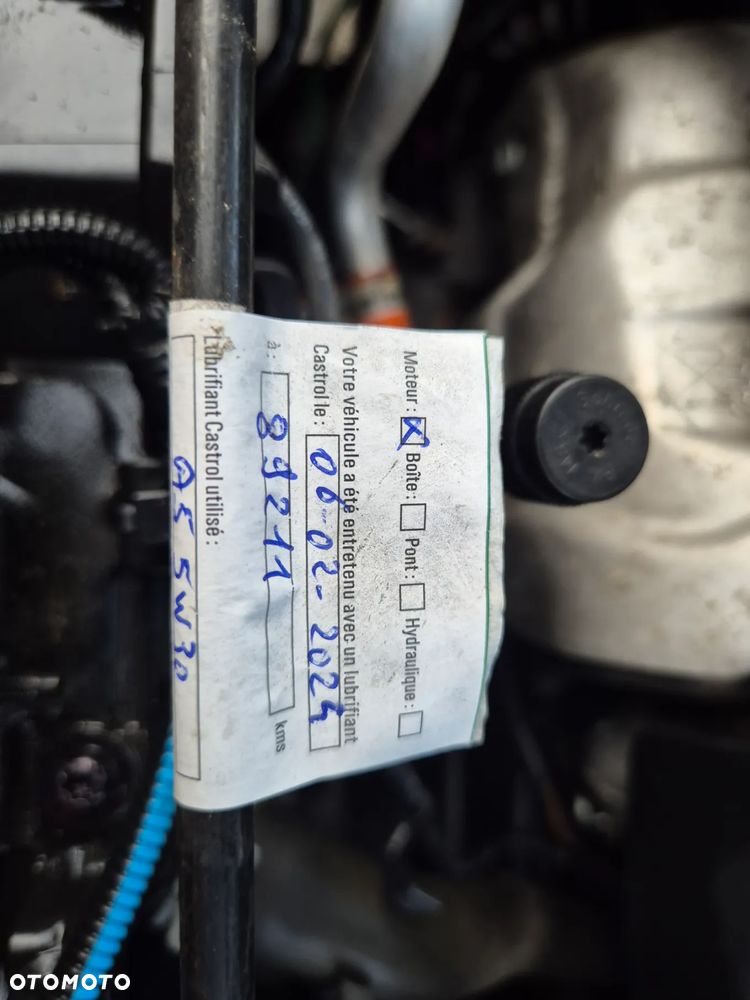 Moteur : [x] Boîte : [ ] Pont : [ ] Hydraulique : [ ]
Votre véhicule a été entretenu avec un lubrifiant
Castrol le : 06-02-2024
à : 89211 kms
Lubrifiant Castrol utilisé :
A5 5W30
OTOMOTO